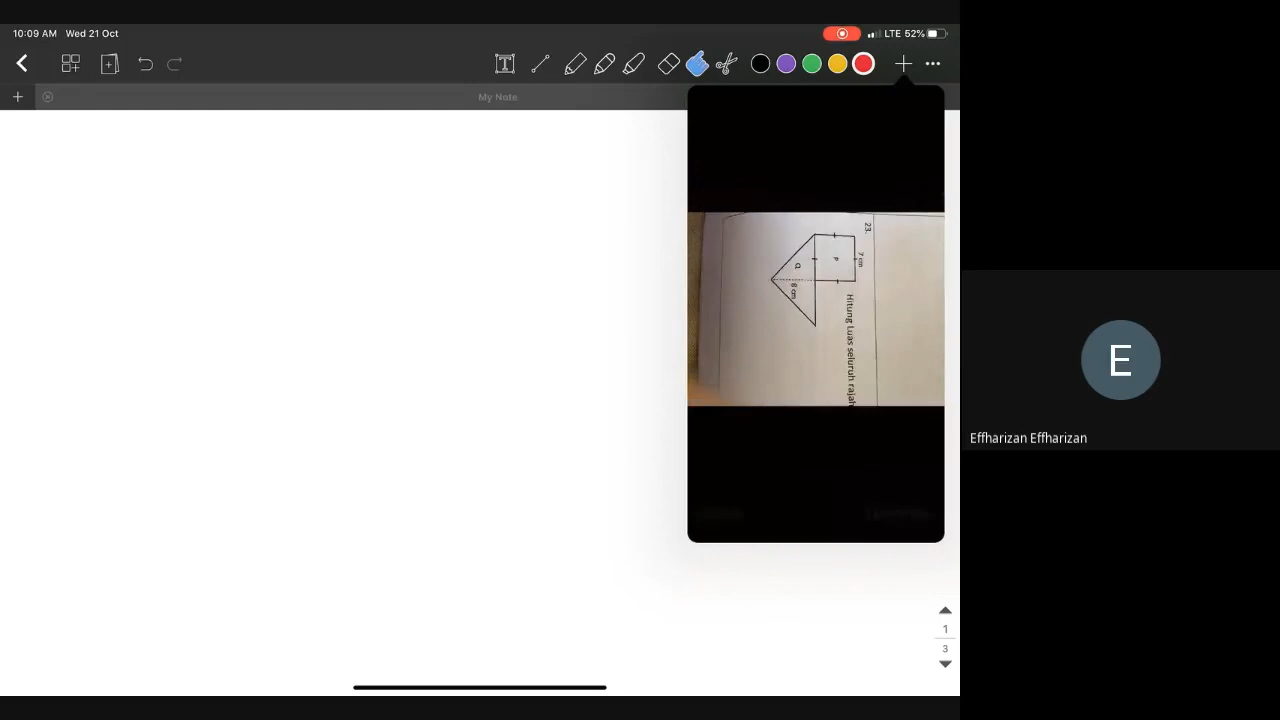 10:09 AM Wed 21 Oct
LTE 52%
T
My Note
23.
7 cm
P
Q
8 cm
Hitung Luas seluruh rajah
E
Effharizan Effharizan
1
3